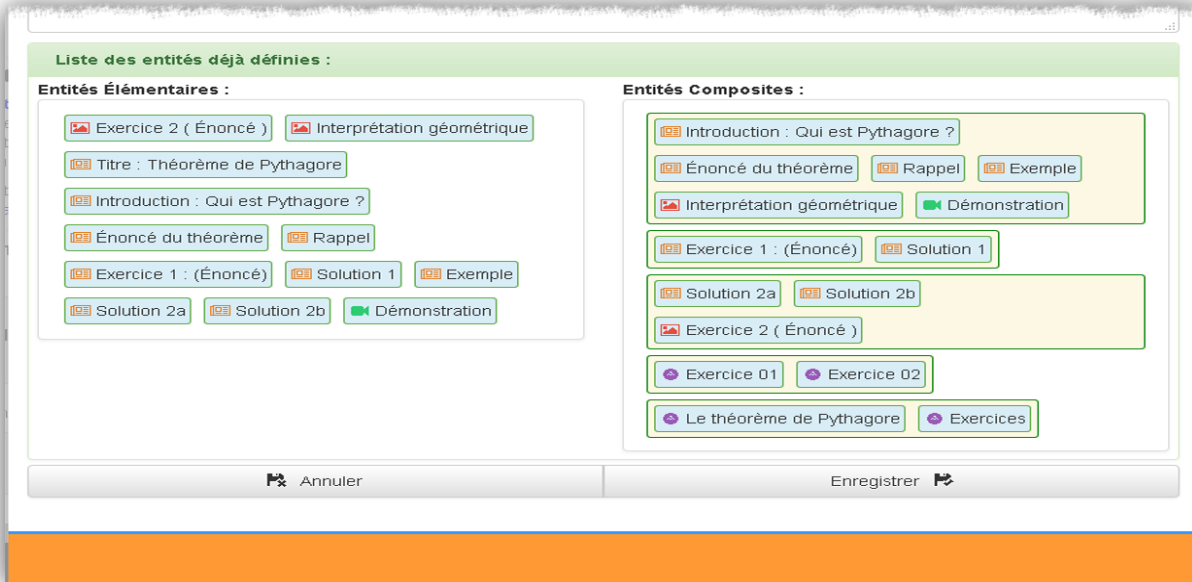 Liste des entités déjà définies :
Entités Élémentaires :
Exercice 2 ( Énoncé ) Interprétation géométrique
Titre : Théorème de Pythagore
Introduction : Qui est Pythagore ?
Énoncé du théorème Rappel
Exercice 1 : (Énoncé) Solution 1 Exemple
Solution 2a Solution 2b Démonstration
Entités Composites :
Introduction : Qui est Pythagore ?
Énoncé du théorème Rappel Exemple
Interprétation géométrique Démonstration
Exercice 1 : (Énoncé) Solution 1
Solution 2a Solution 2b
Exercice 2 ( Énoncé )
Exercice 01 Exercice 02
Le théorème de Pythagore Exercices
Annuler Enregistrer